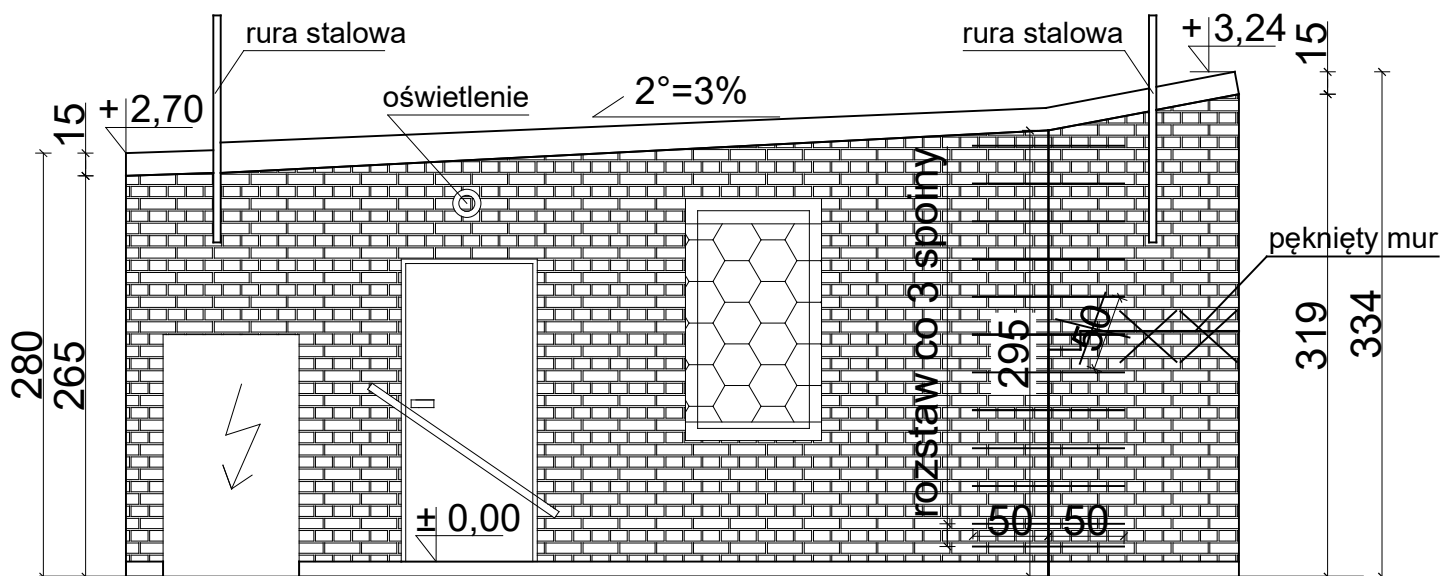 rura stalowa
rura stalowa
+ 3,24
15
oświetlenie
2°=3%
15
+ 2,70
rozstaw co 3 spoiny
pęknięty mur
50
295
280
265
319
334
± 0,00
50
50